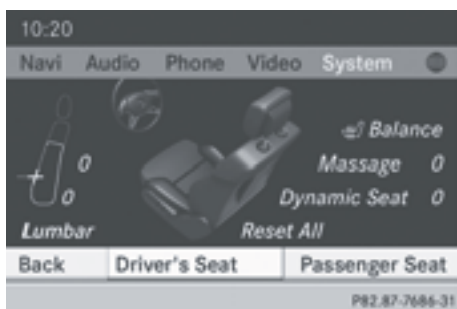 10:20
Navi Audio Phone Video System
Balance
0 Massage 0
0 Dynamic Seat 0
Lumbar Reset All
Back Driver's Seat Passenger Seat
P82.87-7686-31